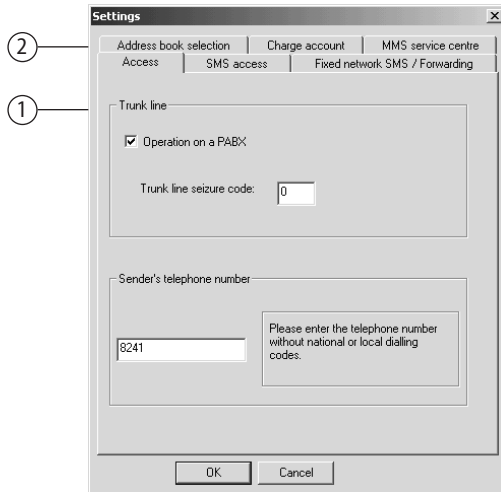 Settings
2
Address book selection
Charge account
MMS service centre
Access
SMS access
Fixed network SMS / Forwarding
1
Trunk line
Operation on a PABX
Trunk line seizure code:
0
Sender's telephone number
8241
Please enter the telephone number
without national or local dialling
codes.
OK
Cancel